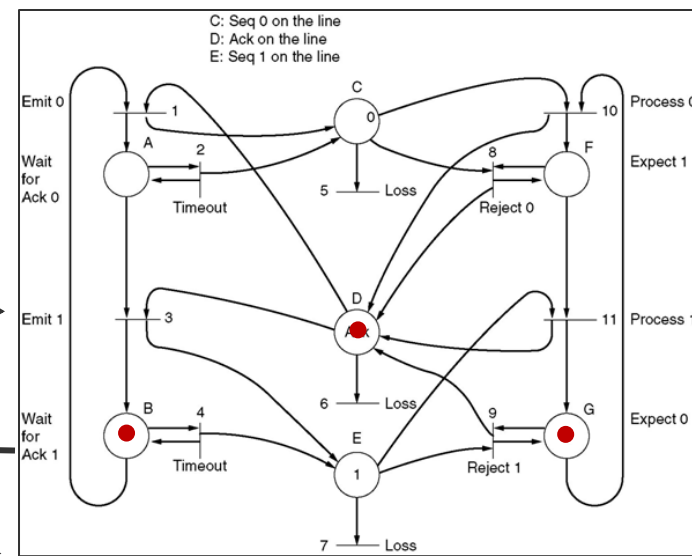 C: Seq 0 on the line
D: Ack on the line
E: Seq 1 on the line
C
Emit 0
1
0
10
Process 0
A
2
8
F
Wait
for
Ack 0
Expect 1
5
Loss
Timeout
Reject 0
D
Emit 1
3
11
Process 1
6
Loss
B
4
E
9
G
Wait
for
Ack 1
Expect 0
Timeout
1
Reject 1
7
Loss